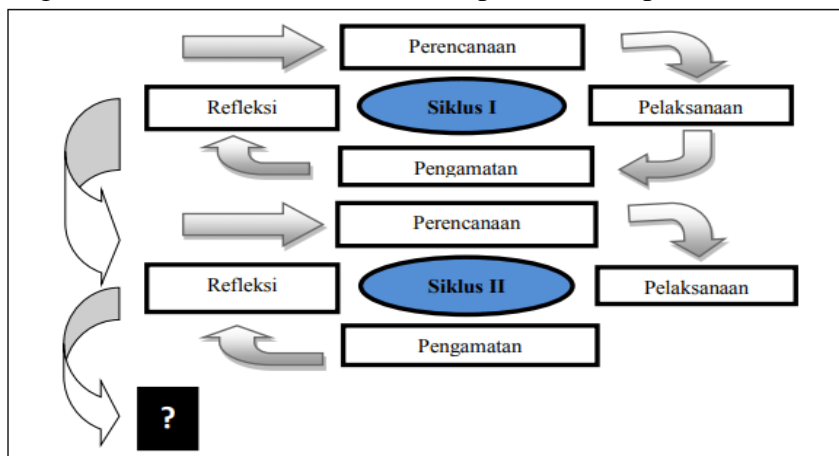 Perencanaan
Refleksi
Siklus I
Pelaksanaan
Pengamatan
Perencanaan
Refleksi
Siklus II
Pelaksanaan
Pengamatan
?